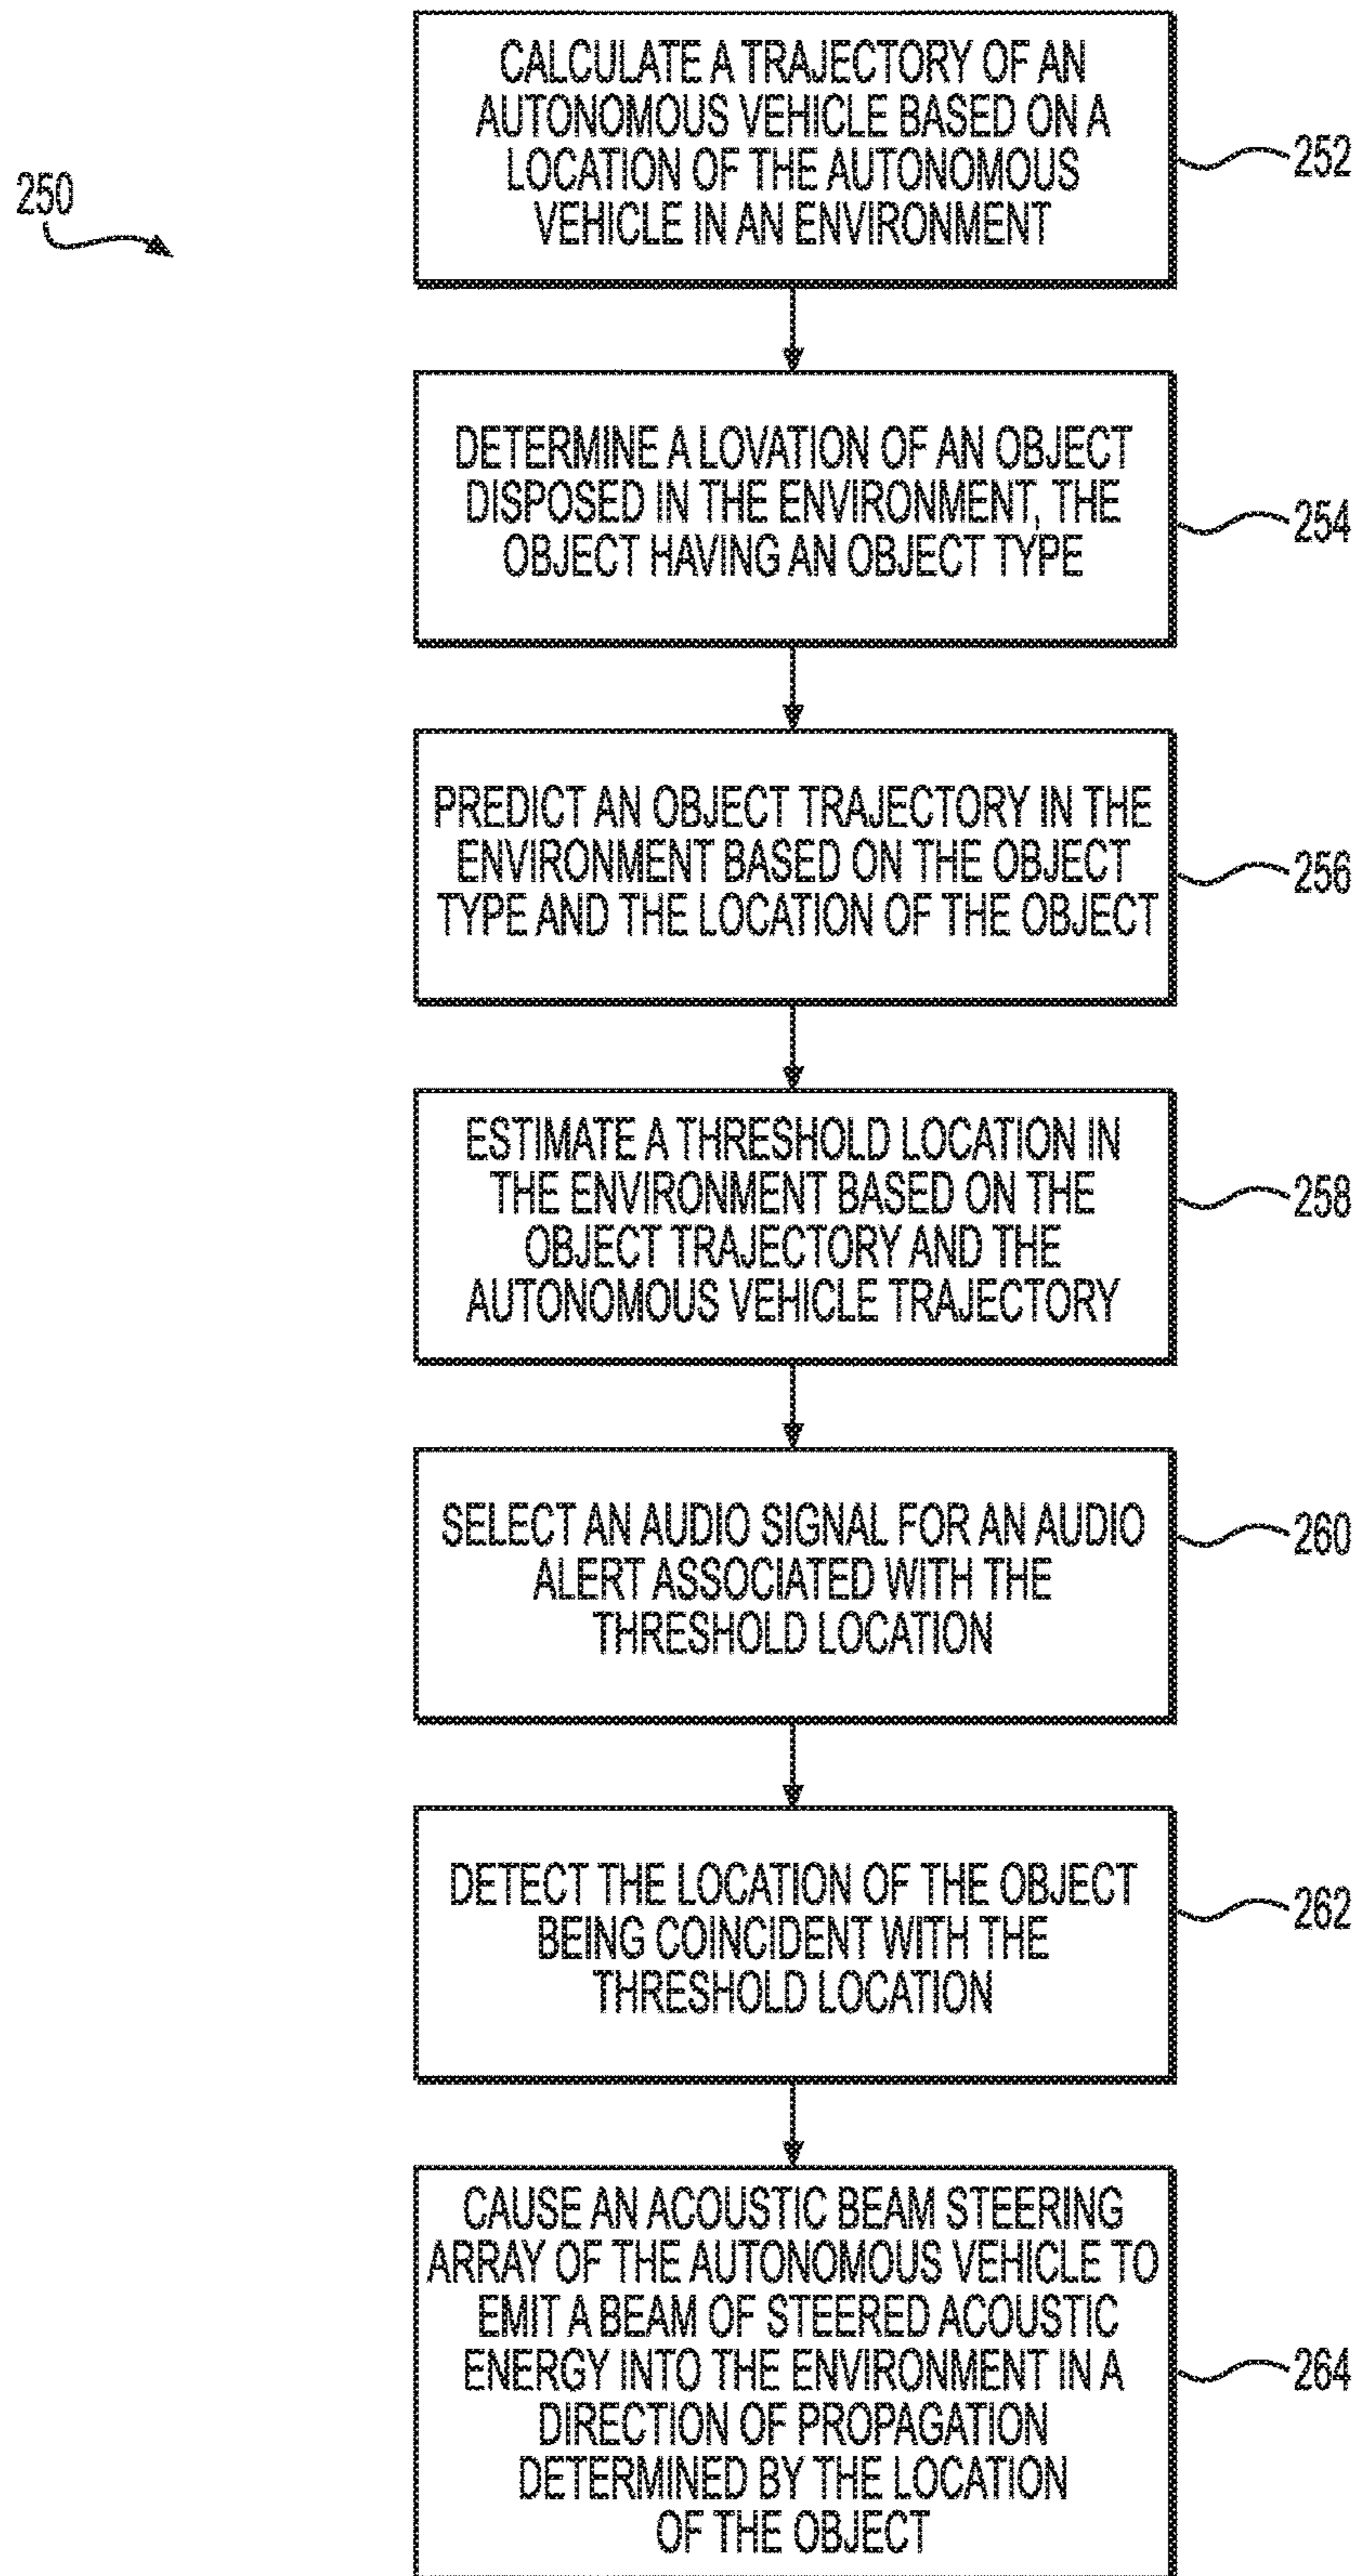 CALCULATE A TRAJECTORY OF AN
AUTONOMOUS VEHICLE BASED ON A
LOCATION OF THE AUTONOMOUS
VEHICLE IN AN ENVIRONMENT
252
250
DETERMINE A LOVATION OF AN OBJECT
DISPOSED IN THE ENVIRONMENT, THE
OBJECT HAVING AN OBJECT TYPE
254
PREDICT AN OBJECT TRAJECTORY IN THE
ENVIRONMENT BASED ON THE OBJECT
TYPE AND THE LOCATION OF THE OBJECT
256
ESTIMATE A THRESHOLD LOCATION IN
THE ENVIRONMENT BASED ON THE
OBJECT TRAJECTORY AND THE
AUTONOMOUS VEHICLE TRAJECTORY
258
SELECT AN AUDIO SIGNAL FOR AN AUDIO
ALERT ASSOCIATED WITH THE
THRESHOLD LOCATION
260
DETECT THE LOCATION OF THE OBJECT
BEING COINCIDENT WITH THE
THRESHOLD LOCATION
262
CAUSE AN ACOUSTIC BEAM STEERING
ARRAY OF THE AUTONOMOUS VEHICLE TO
EMIT A BEAM OF STEERED ACOUSTIC
ENERGY INTO THE ENVIRONMENT IN A
DIRECTION OF PROPAGATION
DETERMINED BY THE LOCATION
OF THE OBJECT
264